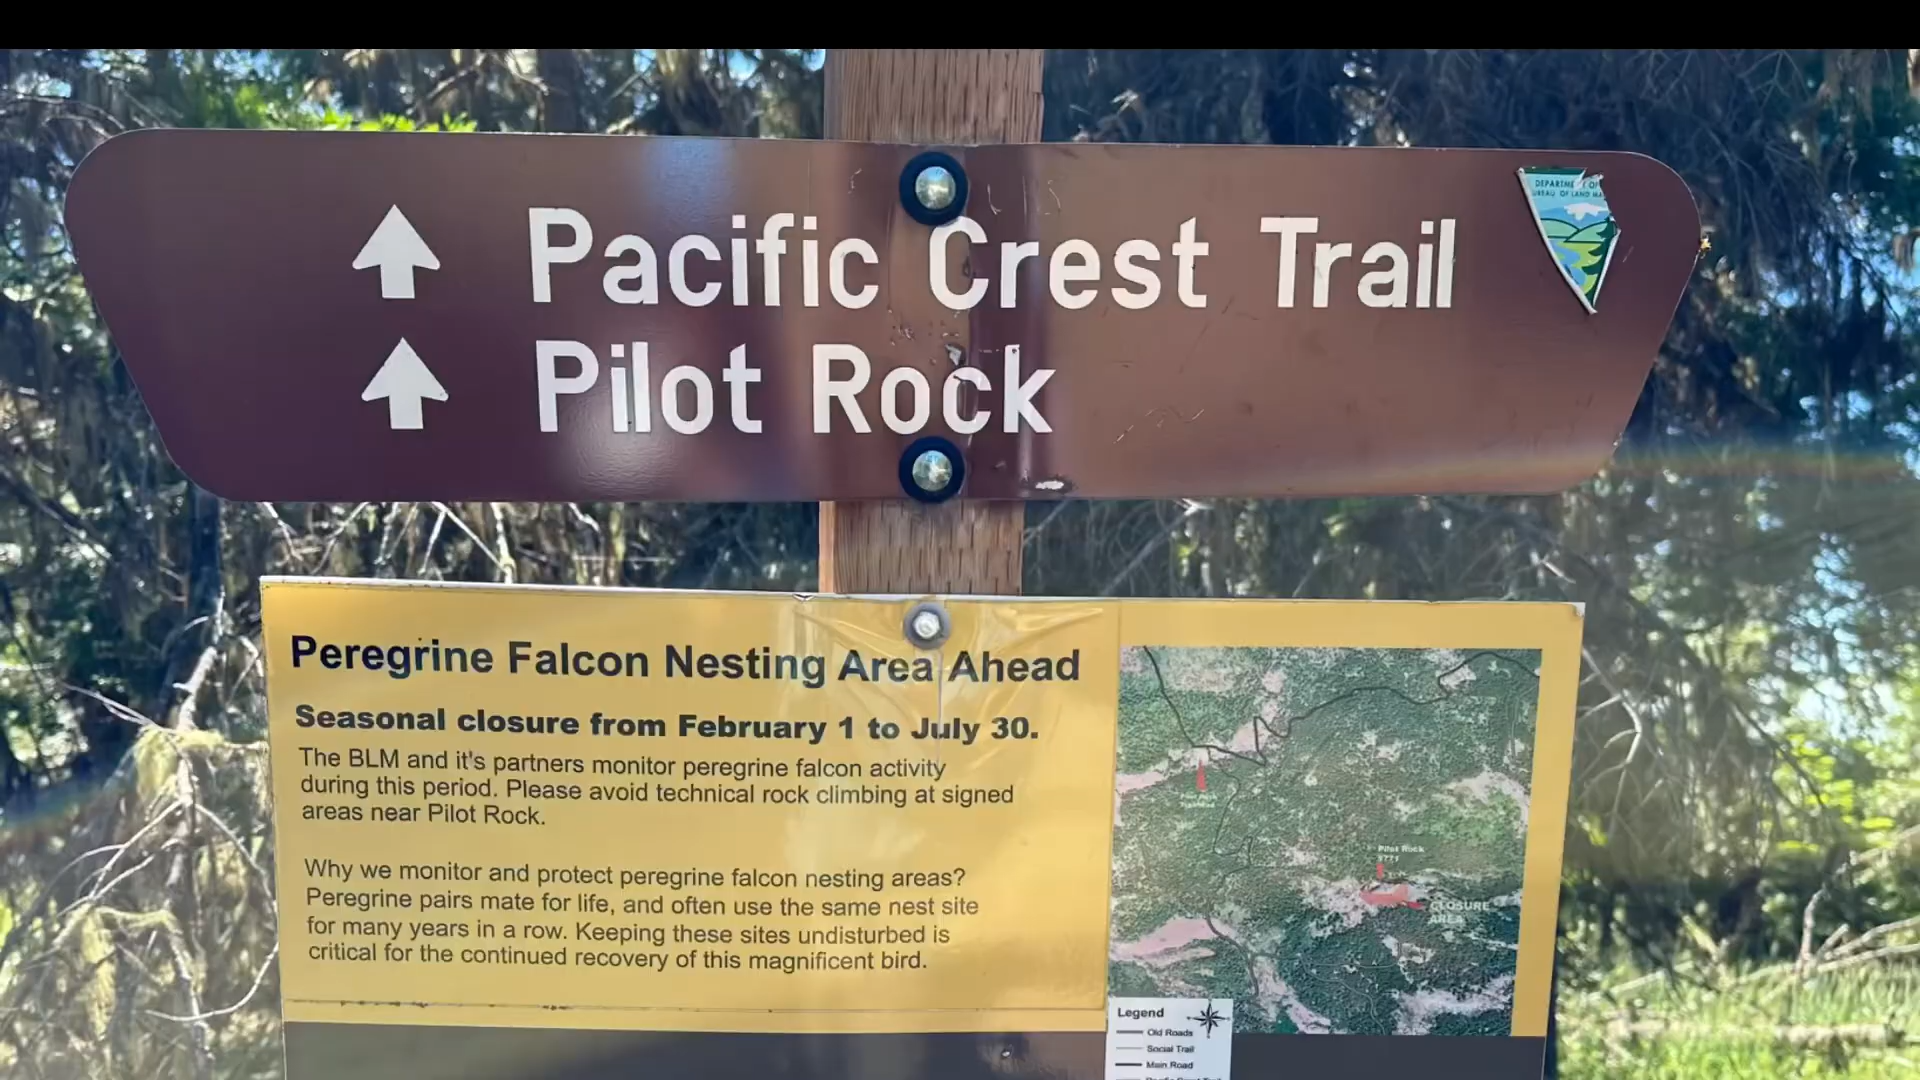 DEPARTMENT OF
Pacific Crest Trail
Pilot Rock
Peregrine Falcon Nesting Area Ahead
Seasonal closure from February 1 to July 30.
The BLM and it's partners monitor peregrine falcon activity
during this period. Please avoid technical rock climbing at signed
areas near Pilot Rock.
Why we monitor and protect peregrine falcon nesting areas?
Peregrine pairs mate for life, and often use the same nest site
for many years in a row. Keeping these sites undisturbed is
critical for the continued recovery of this magnificent bird.
Pilot Rock
CLOSURE
AREA
Legend
Old Roads
Social Trail
Main Road